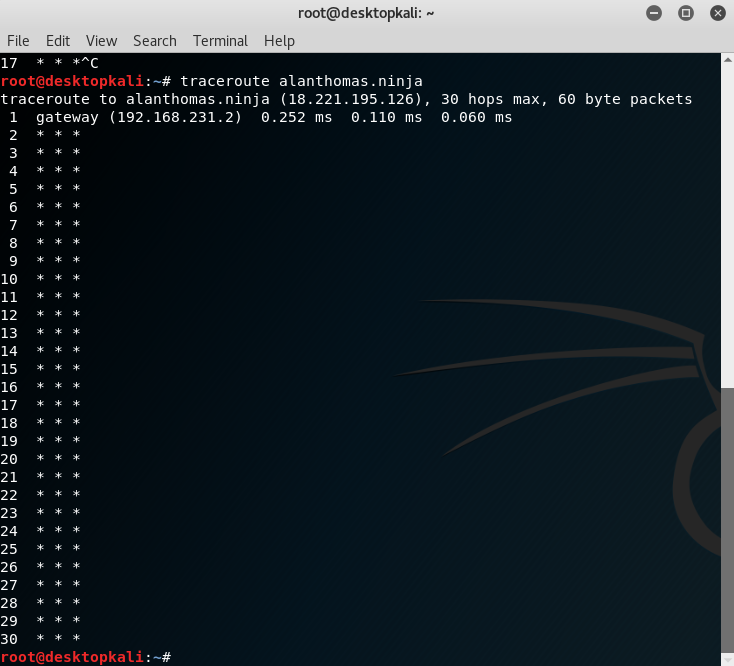 root@desktopkali: ~
File Edit View Search Terminal Help
17  * * *^C
root@desktopkali:~# traceroute alanthomas.ninja
traceroute to alanthomas.ninja (18.221.195.126), 30 hops max, 60 byte packets
 1  gateway (192.168.231.2)  0.252 ms  0.110 ms  0.060 ms
 2  * * *
 3  * * *
 4  * * *
 5  * * *
 6  * * *
 7  * * *
 8  * * *
 9  * * *
10  * * *
11  * * *
12  * * *
13  * * *
14  * * *
15  * * *
16  * * *
17  * * *
18  * * *
19  * * *
20  * * *
21  * * *
22  * * *
23  * * *
24  * * *
25  * * *
26  * * *
27  * * *
28  * * *
29  * * *
30  * * *
root@desktopkali:~#